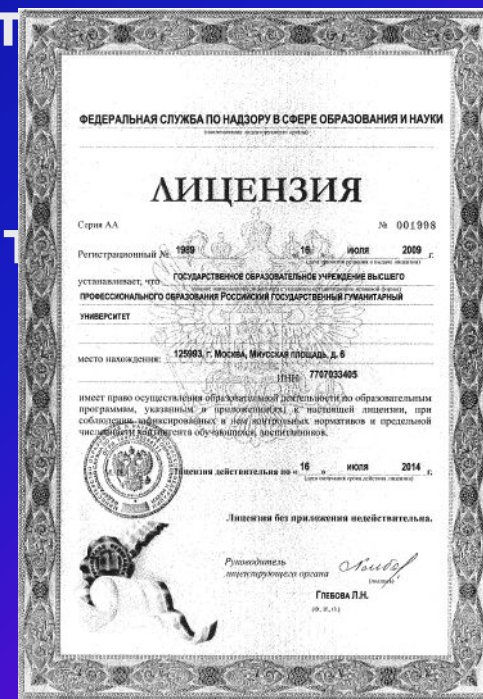 Т
Т
ФЕДЕРАЛЬНАЯ СЛУЖБА ПО НАДЗОРУ В СФЕРЕ ОБРАЗОВАНИЯ И НАУКИ
ЛИЦЕНЗИЯ
Серия АА № 001998
Регистрационный № 1989 « 16 » июля 2009 г.
устанавливает, что ГОСУДАРСТВЕННОЕ ОБРАЗОВАТЕЛЬНОЕ УЧРЕЖДЕНИЕ ВЫСШЕГО
ПРОФЕССИОНАЛЬНОГО ОБРАЗОВАНИЯ РОССИЙСКИЙ ГОСУДАРСТВЕННЫЙ ГУМАНИТАРНЫЙ
УНИВЕРСИТЕТ
место нахождения: 125993, г. МОСКВА, МИУССКАЯ ПЛОЩАДЬ, д. 6
ИНН 7707033405
имеет право осуществления образовательной деятельности по образовательным
программам, указанным в приложении(ях) к настоящей лицензии, при
соблюдении зафиксированных в нем контрольных нормативов и предельной
численности контингента обучающихся, воспитанников.
Лицензия действительна по « 16 » июля 2014 г.
Лицензия без приложения недействительна.
Руководитель
лицензирующего органа
(подпись)
ГЛЕБОВА Л.Н.
(Ф.И.О.)